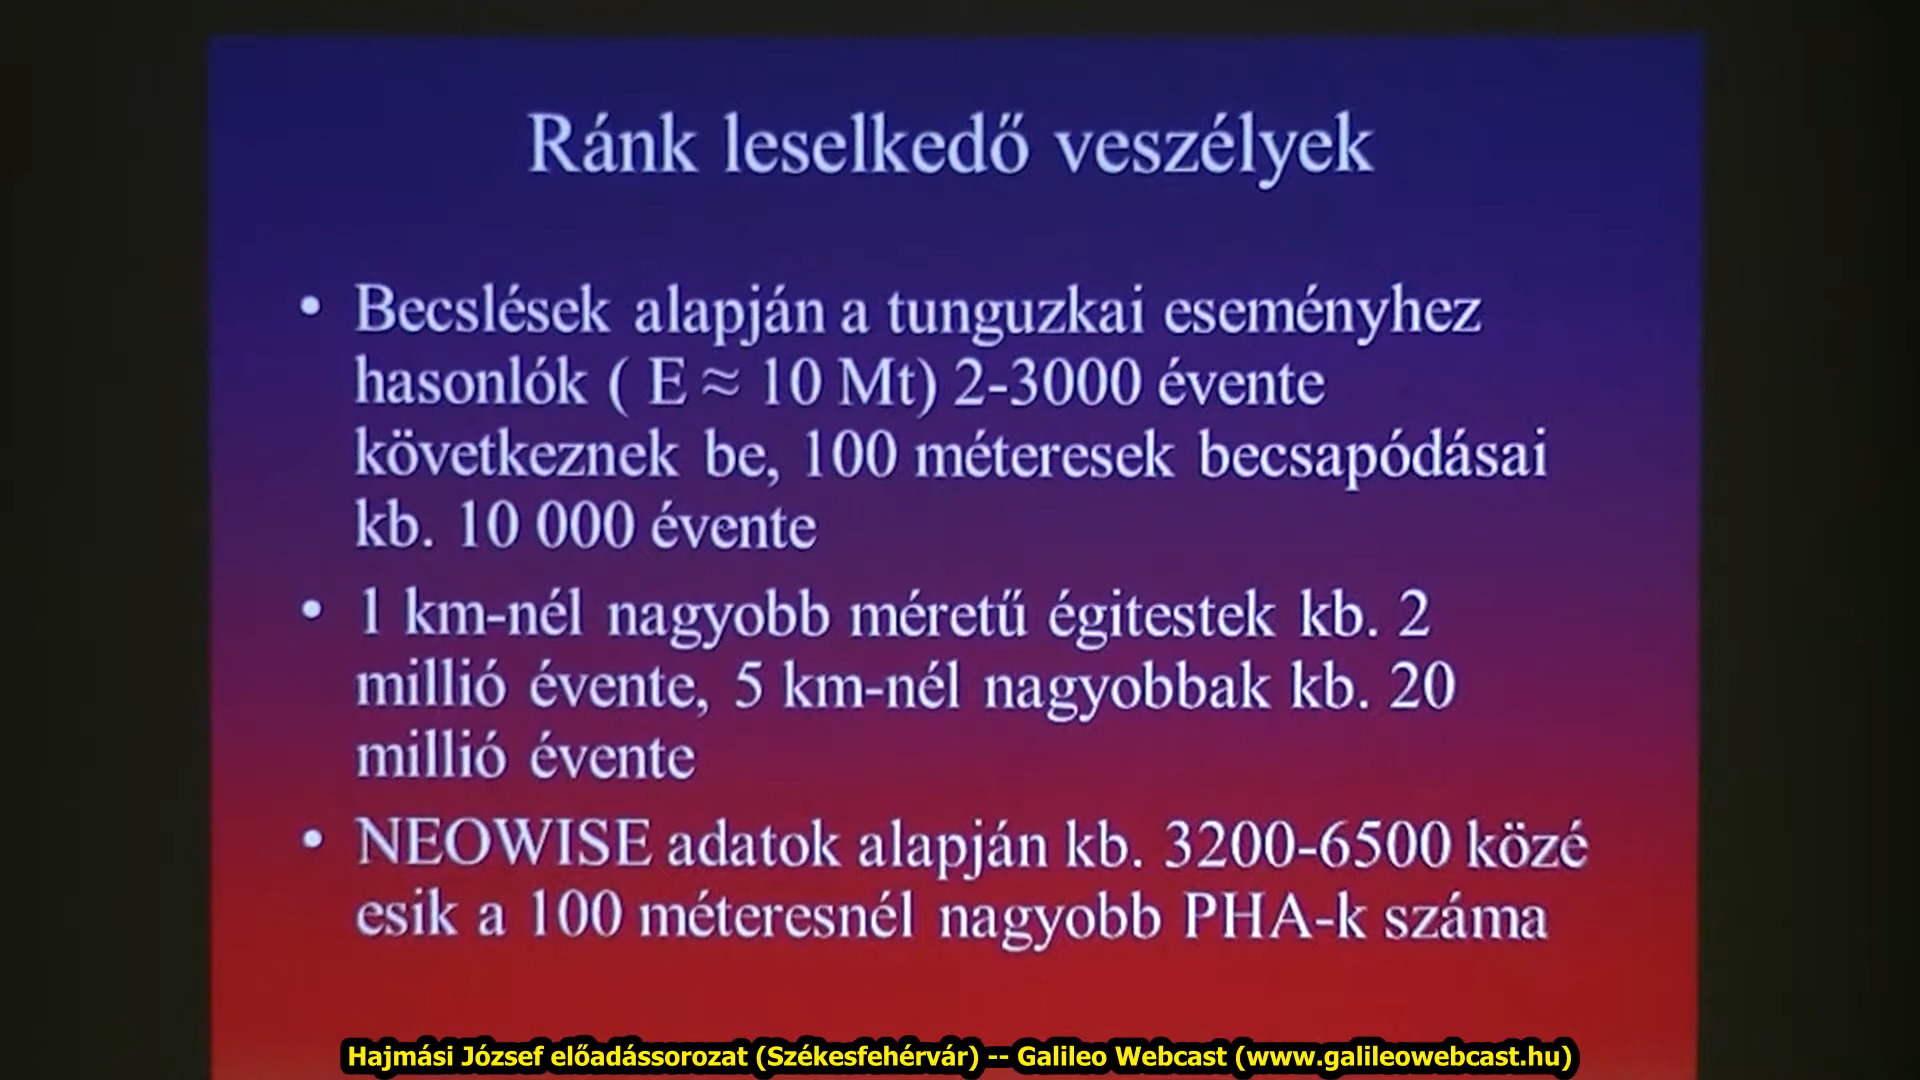 Ránk leselkedő veszélyek
• Becslések alapján a tunguzkai eseményhez
hasonlók ( E ≈ 10 Mt) 2-3000 évente
következnek be, 100 méteresek becsapódásai
kb. 10 000 évente
• 1 km-nél nagyobb méretű égitestek kb. 2
millió évente, 5 km-nél nagyobbak kb. 20
millió évente
• NEOWISE adatok alapján kb. 3200-6500 közé
esik a 100 méteresnél nagyobb PHA-k száma
Hajmási József előadássorozat (Székesfehérvár) -- Galileo Webcast (www.galileowebcast.hu)